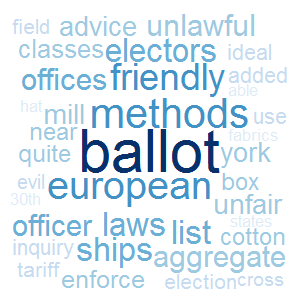 field advice unlawful
classes electors ideal
offices friendly added
able
hat mill methods use
near fabrics
quite ballot york
evil european box
30th unfair
officer laws list states
cotton
inquiry ships aggregate
tariff enforce election cross